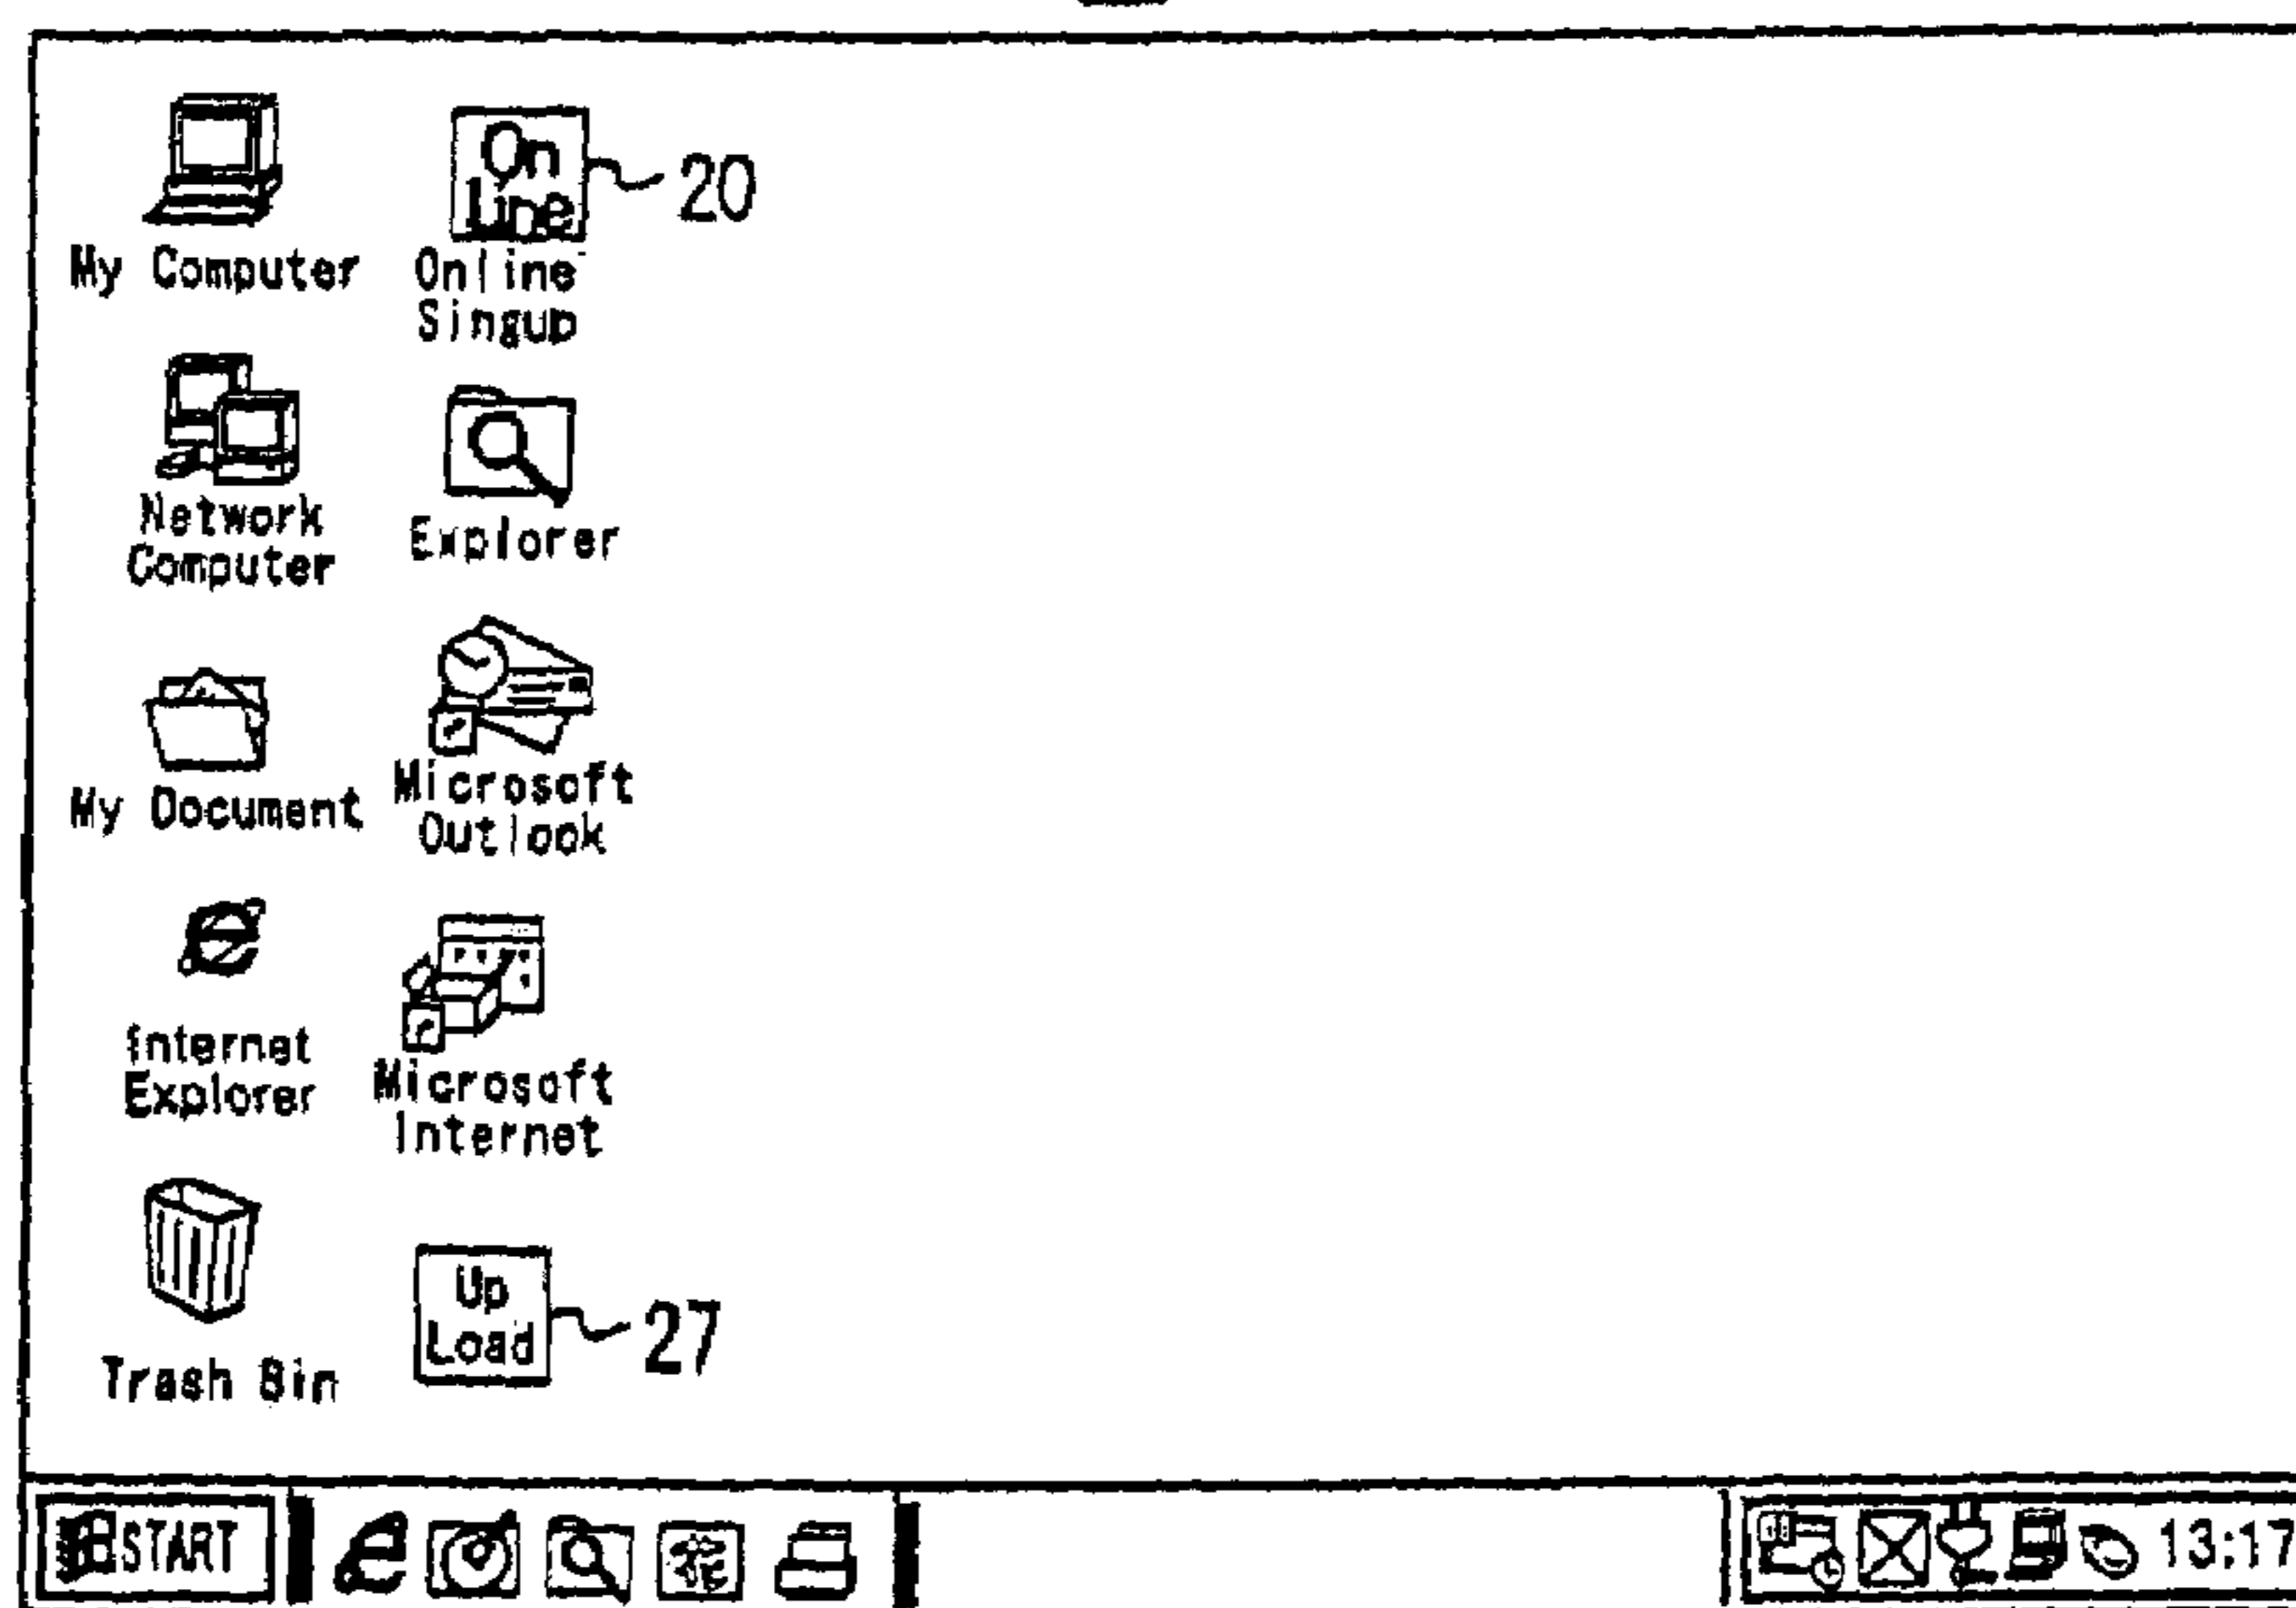 On
Line
20
My Computer
Online
Singup
Network
Computer
Explorer
My Document
Microsoft
Outlook
Internet
Explorer
Microsoft
Internet
Up
Load
27
Trash Bin
START
13:17